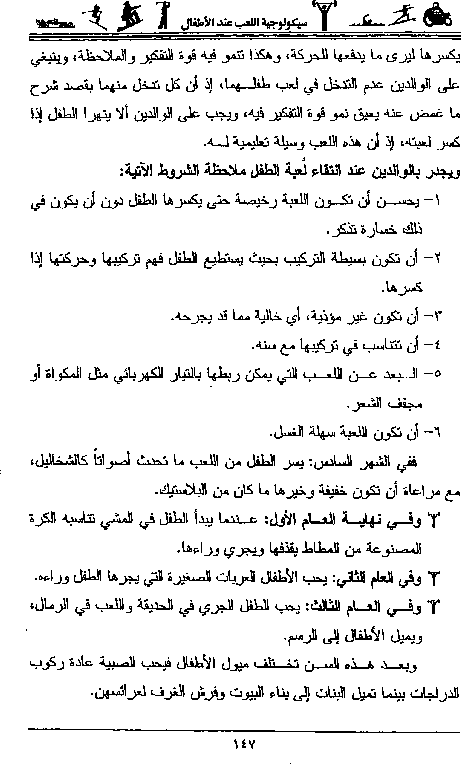 سيكولوجية اللعب عند الأطفال
يكسرها ليرى ما يدفعها للحركة، وهكذا تنمو فيه قوة التفكير والملاحظة، وينبغي
على الوالدين عدم التدخل في لعب طفلهما، إذ أن كل تدخل منهما بقصد شرح
ما غمض عنه يعيق نمو قوة التفكير فيه، ويجب على الوالدين ألا ينهرا الطفل إذا
كسر لعبته، إذ أن هذه اللعب وسيلة تعليمية له.
ويجدر بالوالدين عند انتقاء لُعبة الطفل ملاحظة الشروط الآتية:
١- يحسن أن تكون اللعبة رخيصة حتى يكسرها الطفل دون أن يكون في
ذلك خسارة تذكر.
٢- أن تكون بسيطة التركيب بحيث يستطيع الطفل فهم تركيبها وحركتها إذا
كسرها.
٣- أن تكون غير مؤذية، أي خالية مما قد يجرحه.
٤- أن تتناسب في تركيبها مع سنه.
٥- البعد عن اللعب التي يمكن ربطها بالتيار الكهربائي مثل المكواة أو
مجفف الشعر.
٦- أن تكون اللعبة سهلة الغسل.
ففي الشهر السادس: يسر الطفل من اللعب ما تحدث أصواتاً كالشخاليل،
مع مراعاة أن تكون خفيفة وخيرها ما كان من البلاستيك.
وفي نهاية العام الأول: عندما يبدأ الطفل في المشي تناسبه الكرة
المصنوعة من المطاط يقذفها ويجري وراءها.
وفي العام الثاني: يحب الأطفال العربات الصغيرة التي يجرها الطفل وراءه.
وفي العام الثالث: يحب الطفل الجري في الحديقة واللعب في الرمال،
ويميل الأطفال إلى الرسم.
وبعد هذه السن تختلف ميول الأطفال فيحب الصبية عادة ركوب
الدراجات بينما تميل البنات إلى بناء البيوت وفرش الغرف لعرائسهن.
١٤٧